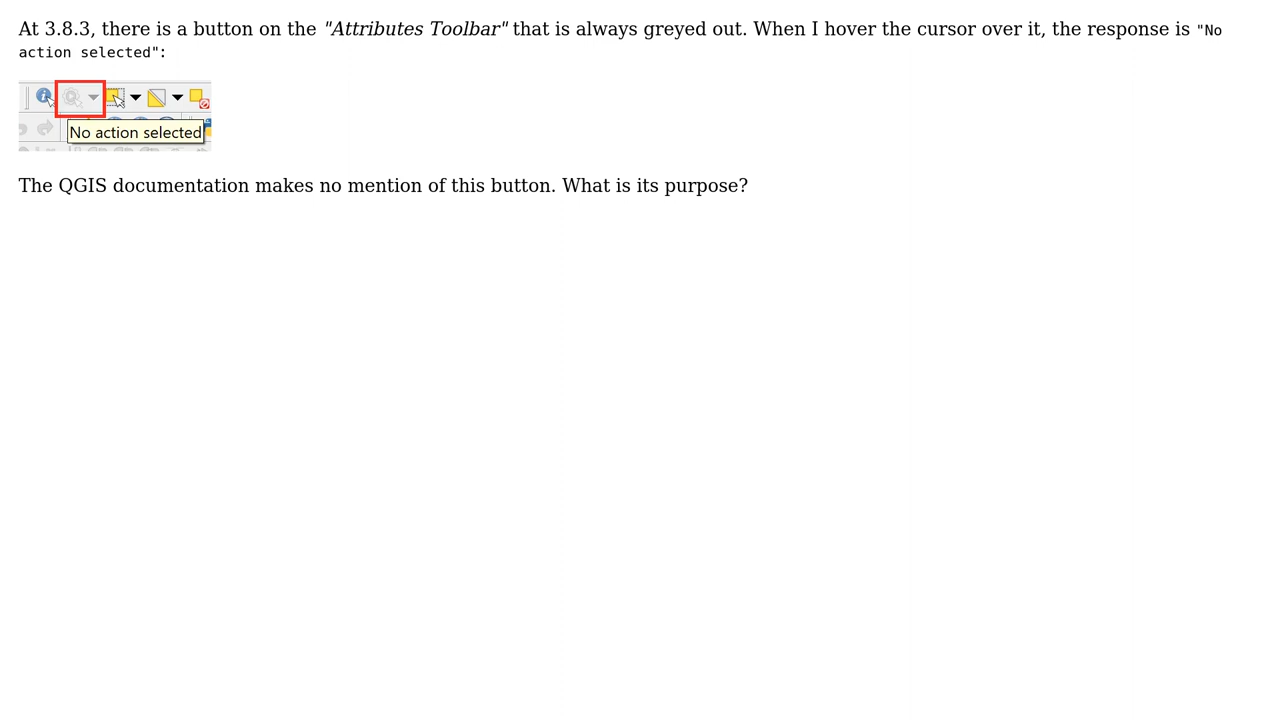 At 3.8.3, there is a button on the "Attributes Toolbar" that is always greyed out. When I hover the cursor over it, the response is "No
action selected":
No action selected
The QGIS documentation makes no mention of this button. What is its purpose?